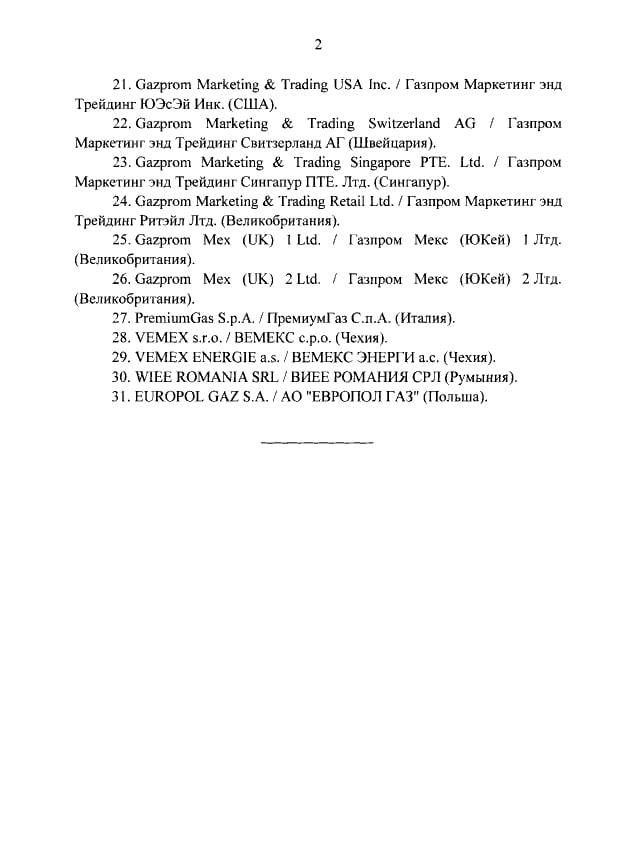 2
21. Gazprom Marketing & Trading USA Inc. / Газпром Маркетинг энд
Трейдинг ЮЭсЭй Инк. (США).
22. Gazprom Marketing & Trading Switzerland AG / Газпром
Маркетинг энд Трейдинг Свитзерланд АГ (Швейцария).
23. Gazprom Marketing & Trading Singapore PTE. Ltd. / Газпром
Маркетинг энд Трейдинг Сингапур ПТЕ. Лтд. (Сингапур).
24. Gazprom Marketing & Trading Retail Ltd. / Газпром Маркетинг энд
Трейдинг Ритэйл Лтд. (Великобритания).
25. Gazprom Mex (UK) 1 Ltd. / Газпром Мекс (ЮКей) 1 Лтд.
(Великобритания).
26. Gazprom Mex (UK) 2 Ltd. / Газпром Мекс (ЮКей) 2 Лтд.
(Великобритания).
27. PremiumGas S.p.A. / ПремиумГаз С.п.А. (Италия).
28. VEMEX s.r.o. / ВЕМЕКС с.р.о. (Чехия).
29. VEMEX ENERGIE a.s. / ВЕМЕКС ЭНЕРГИ а.с. (Чехия).
30. WIEE ROMANIA SRL / ВИЕЕ РОМАНИЯ СРЛ (Румыния).
31. EUROPOL GAZ S.A. / АО "ЕВРОПОЛ ГАЗ" (Польша).